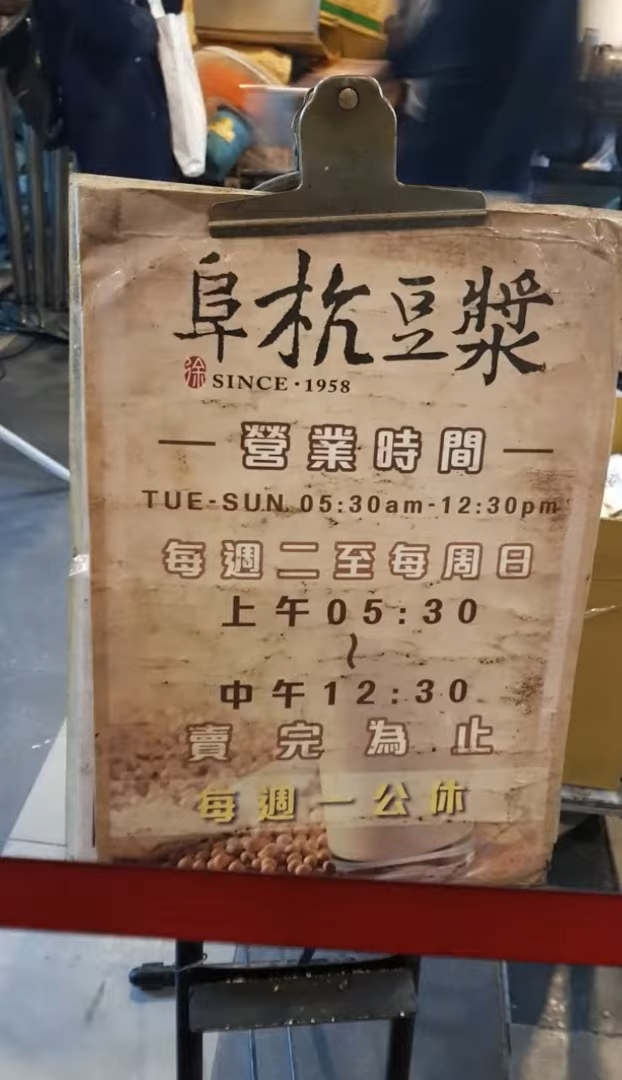 阜杭豆漿
徐 SINCE·1958
營業時間
TUE-SUN 05:30am-12:30pm
每週二至每周日
上午05:30
~
中午12:30
賣完為止
每週一公休